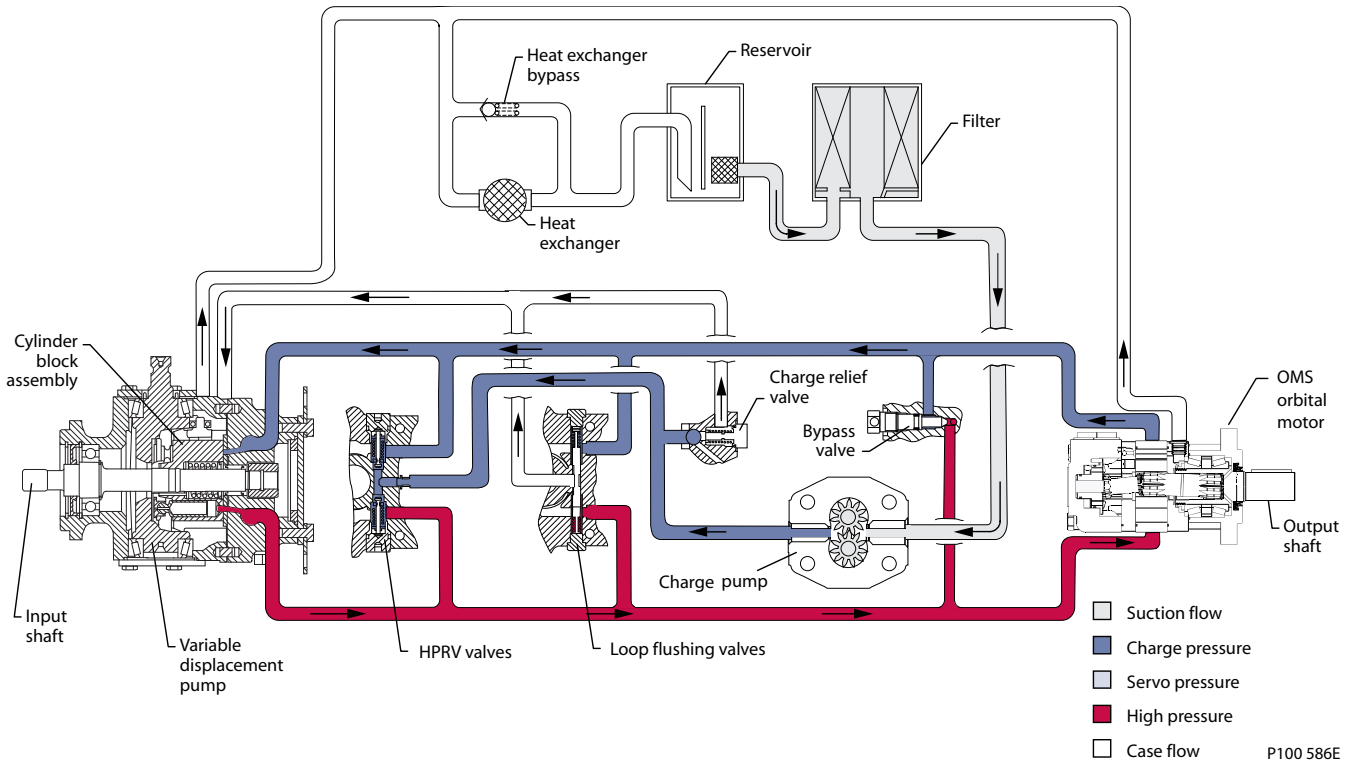 Heat exchanger
bypass
Reservoir
Filter
Heat
exchanger
Cylinder
block
assembly
Charge relief
valve
Bypass
valve
OMS
orbital
motor
Output
shaft
Charge pump
Input
shaft
Variable
displacement
pump
HPRV valves
Loop flushing valves
Suction flow
Charge pressure
Servo pressure
High pressure
Case flow
P100 586E